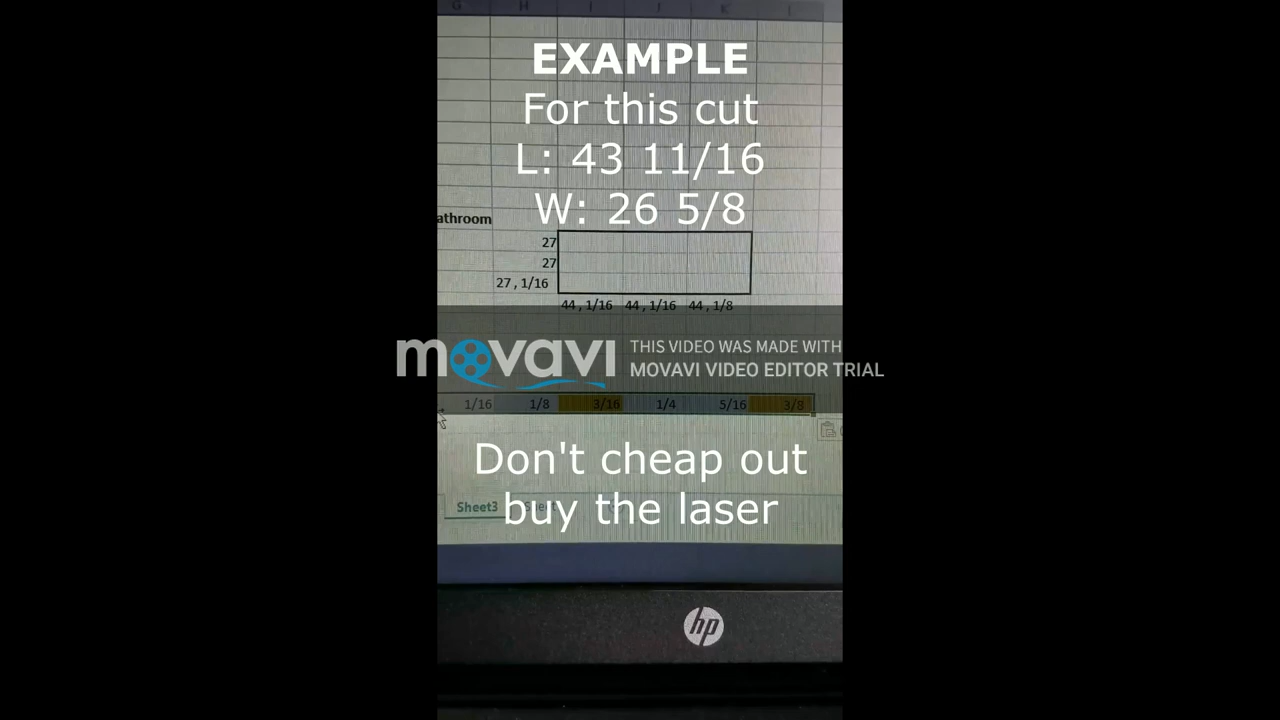 G H I J K L
EXAMPLE
For this cut
L: 43 11/16
W: 26 5/8
athroom
27
27
27 , 1/16
44 , 1/16 44 , 1/16 44 , 1/8
movavi
THIS VIDEO WAS MADE WITH
MOVAVI VIDEO EDITOR TRIAL
1/16 1/8 3/16 1/4 5/16 3/8
Don't cheap out
Sheet3
buy the laser
hp